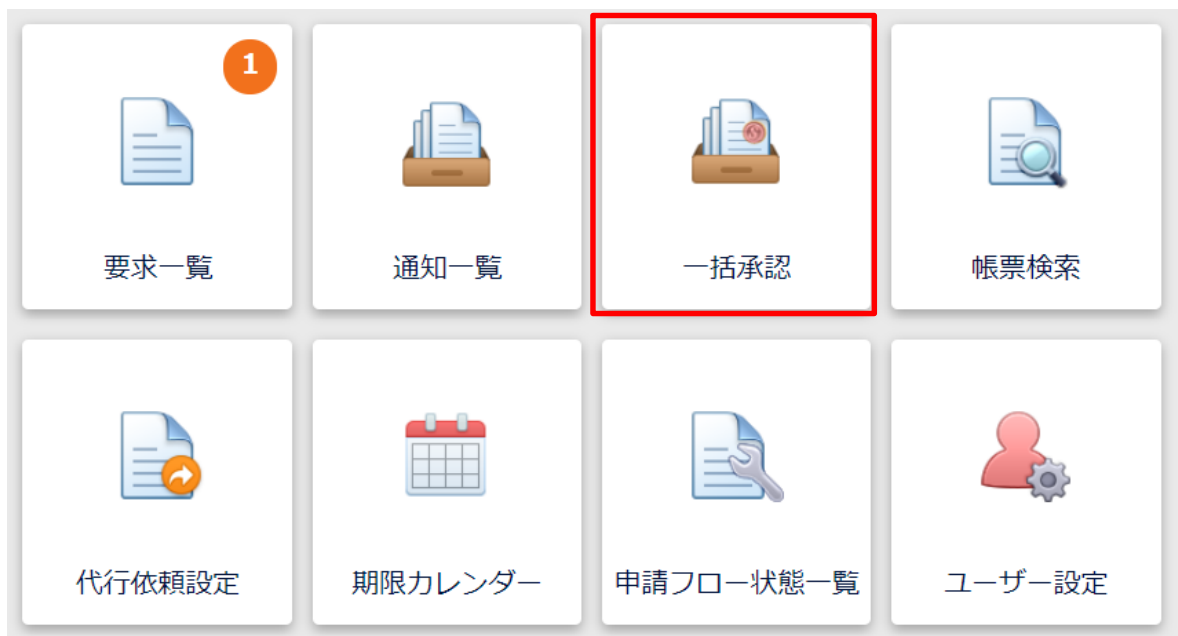 1
要求一覧
通知一覧
一括承認
帳票検索
代行依頼設定
期限カレンダー
申請フロー状態一覧
ユーザー設定